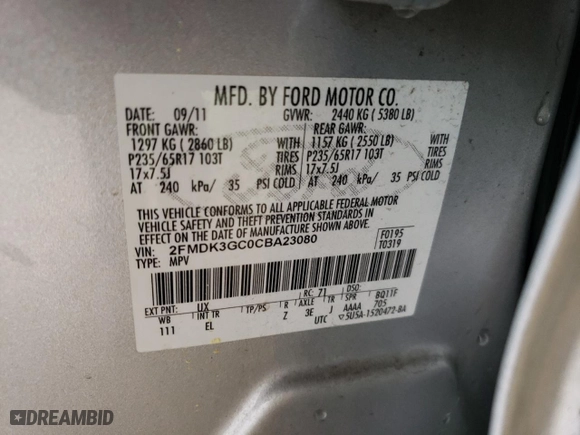 MFD. BY FORD MOTOR CO.
DATE: 09/11 GVWR: 2440 KG ( 5380 LB)
FRONT GAWR: REAR GAWR:
1297 KG ( 2860 LB) WITH 1157 KG ( 2550 LB) WITH
P235/65R17 103T TIRES P235/65R17 103T TIRES
17x7.5J RIMS 17x7.5J RIMS
AT 240 kPa/ 35 PSI COLD AT 240 kPa/ 35 PSI COLD
THIS VEHICLE CONFORMS TO ALL APPLICABLE FEDERAL MOTOR
VEHICLE SAFETY AND THEFT PREVENTION STANDARDS IN
EFFECT ON THE DATE OF MANUFACTURE SHOWN ABOVE.
VIN: 2FMDK3GC0CBA23080 F0195
TYPE: MPV T0319
RC: 71 DSO:
EXT PNT: UX BQ1TF
WB INT TR TP/PS R AXLE TR SPR 705
111 EL Z 3E J AAAA
UTC 5U5A-1520472-BA
DREAMBID
DREAMBID